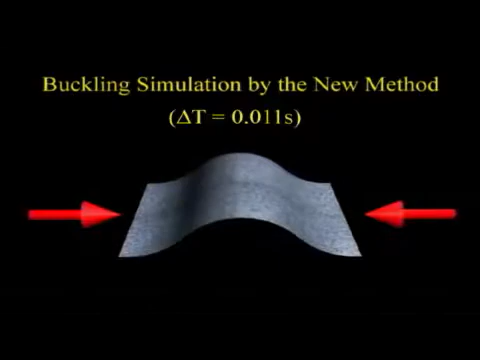 Buckling Simulation by the New Method
(ΔT = 0.011s)